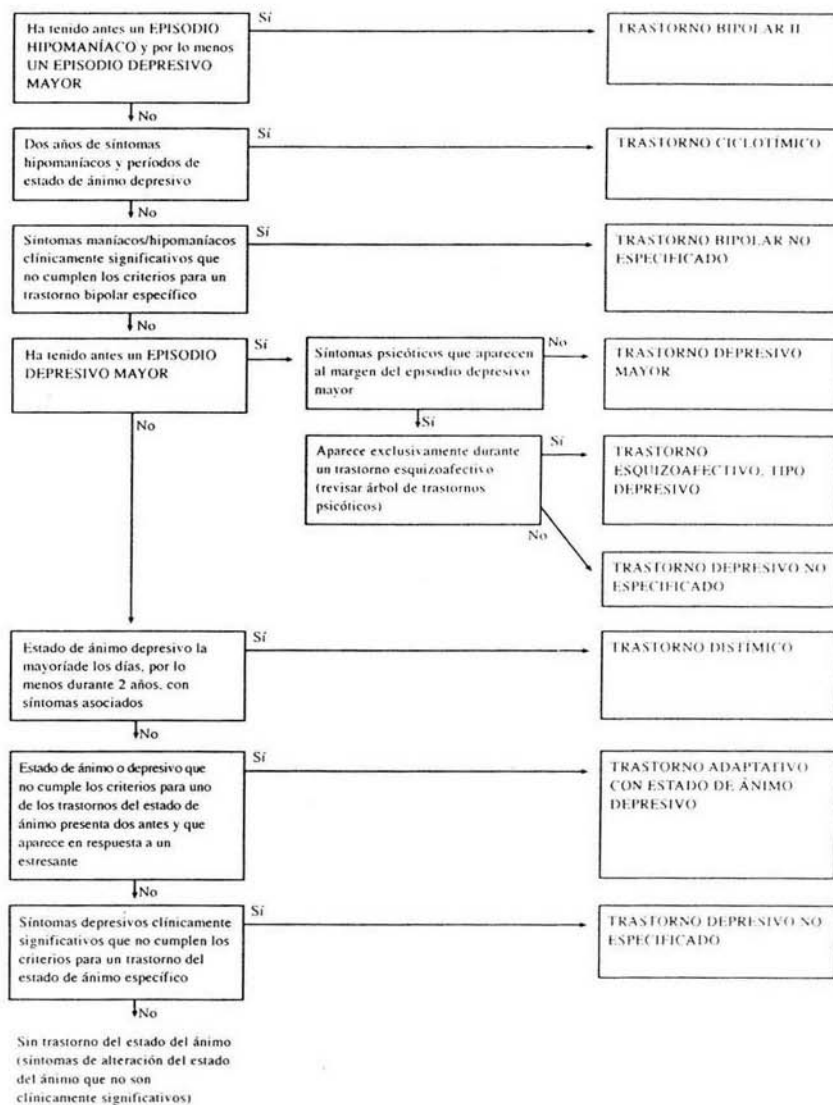 Ha tenido antes un EPISODIO
HIPOMANÍACO y por lo menos
UN EPISODIO DEPRESIVO
MAYOR
Sí
TRASTORNO BIPOLAR II
No
Dos años de síntomas
hipomaníacos y períodos de
estado de ánimo depresivo
Sí
TRASTORNO CICLOTÍMICO
No
Síntomas maníacos/hipomaníacos
clínicamente significativos que
no cumplen los criterios para un
trastorno bipolar específico
Sí
TRASTORNO BIPOLAR NO
ESPECIFICADO
No
Ha tenido antes un EPISODIO
DEPRESIVO MAYOR
Sí
Síntomas psicóticos que aparecen
al margen del episodio depresivo
mayor
No
TRASTORNO DEPRESIVO
MAYOR
Sí
No
Aparece exclusivamente durante
un trastorno esquizoafectivo
(revisar árbol de trastornos
psicóticos)
Sí
TRASTORNO
ESQUIZOAFECTIVO, TIPO
DEPRESIVO
No
TRASTORNO DEPRESIVO NO
ESPECIFICADO
Estado de ánimo depresivo la
mayoríade los días, por lo
menos durante 2 años, con
síntomas asociados
Sí
TRASTORNO DISTÍMICO
No
Estado de ánimo o depresivo que
no cumple los criterios para uno
de los trastornos del estado de
ánimo presenta dos antes y que
aparece en respuesta a un
estresante
Sí
TRASTORNO ADAPTATIVO
CON ESTADO DE ÁNIMO
DEPRESIVO
No
Síntomas depresivos clínicamente
significativos que no cumplen los
criterios para un trastorno del
estado de ánimo específico
Sí
TRASTORNO DEPRESIVO NO
ESPECIFICADO
No
Sin trastorno del estado del ánimo
(síntomas de alteración del estado
del ánimo que no son
clínicamente significativos)